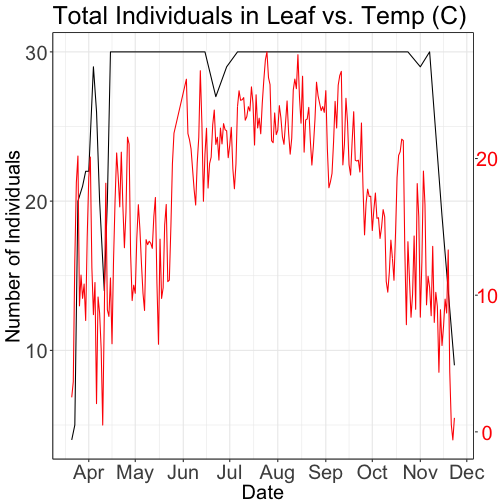 Total Individuals in Leaf vs. Temp (C)
Number of Individuals
30
20
10
20
10
0
Apr May Jun Jul Aug Sep Oct Nov Dec
Date